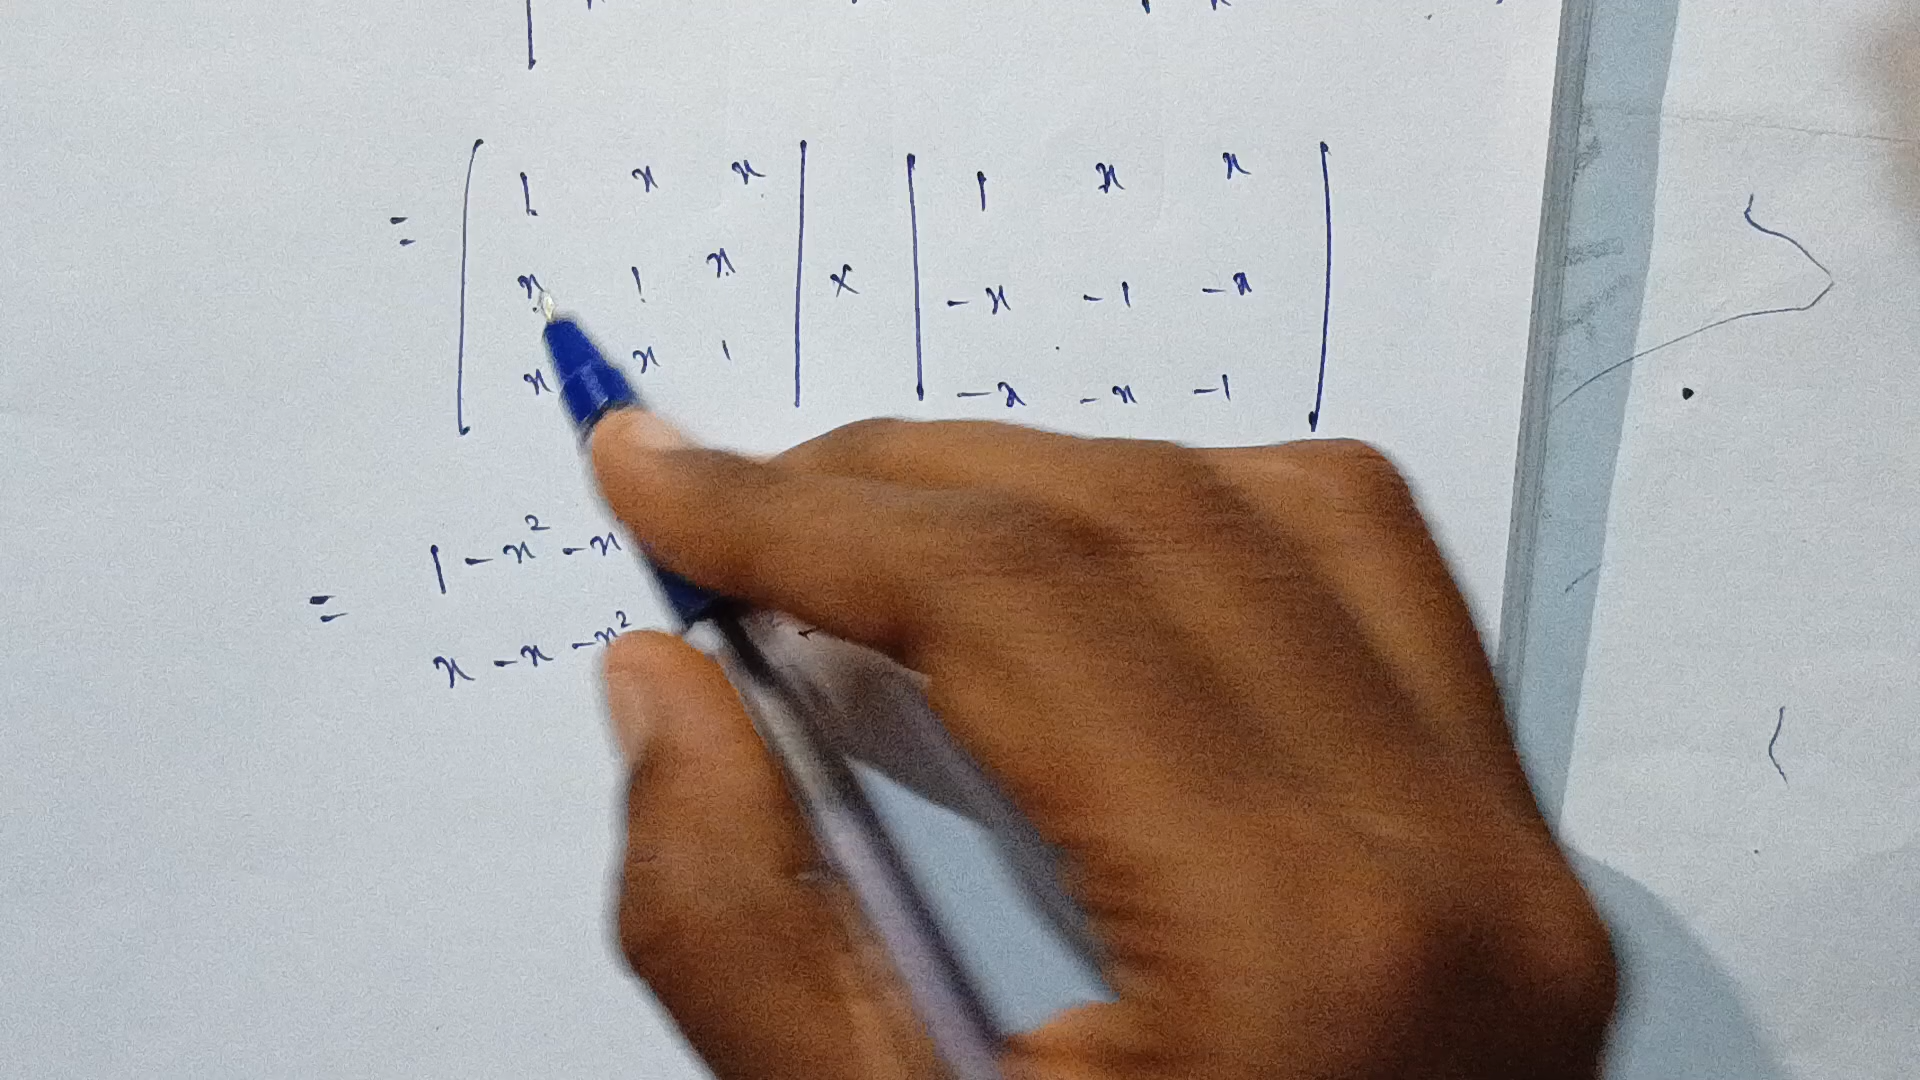 1 x x 1 x x
= x 1 x × -x -1 -x
x x 1 -x -x -1
= 1 - x² - x
x - x - x²